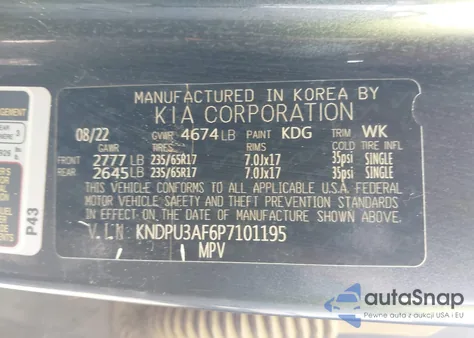 MANUFACTURED IN KOREA BY
KIA CORPORATION
08/22 GVWR 4674 LB PAINT KDG TRIM WK
GAWR TIRES RIMS COLD TIRE INFL
FRONT 2777 LB 235/65R17 7.0Jx17 35psi SINGLE
REAR 2645 LB 235/65R17 7.0Jx17 35psi SINGLE
THIS VEHICLE CONFORMS TO ALL APPLICABLE U.S.A. FEDERAL
MOTOR VEHICLE SAFETY AND THEFT PREVENTION STANDARDS
IN EFFECT ON THE DATE OF MANUFACTURE SHOWN ABOVE.
V.I.N KNDPU3AF6P7101195
MPV
P43
autoSnap
Pewne auta z USA i EU